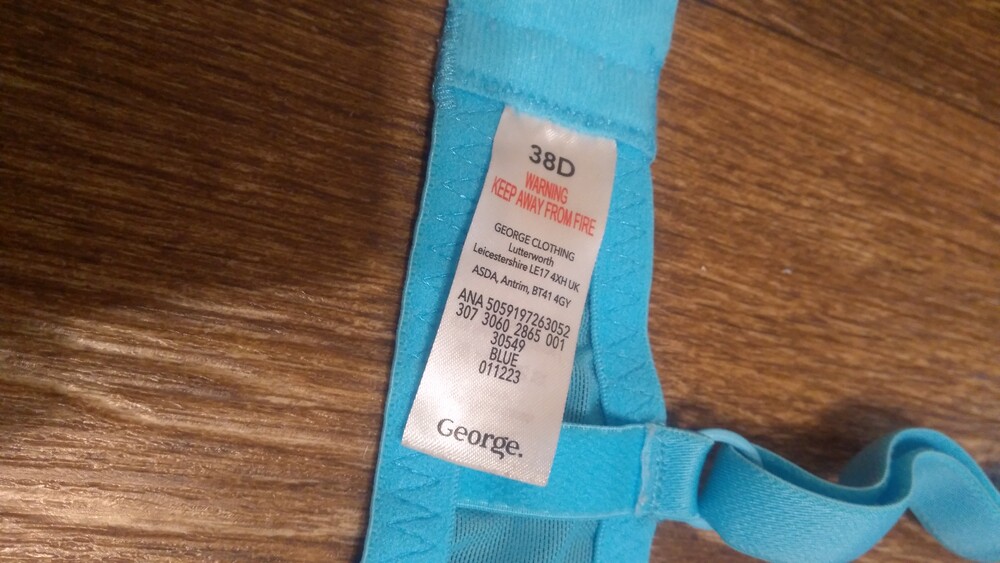 38D
WARNING
KEEP AWAY FROM FIRE
GEORGE CLOTHING
Lutterworth
Leicestershire LE17 4XH UK
ASDA, Antrim, BT41 4GY
ANA 5059197263052
307 3060 2865 001
30549
BLUE
011223
George.